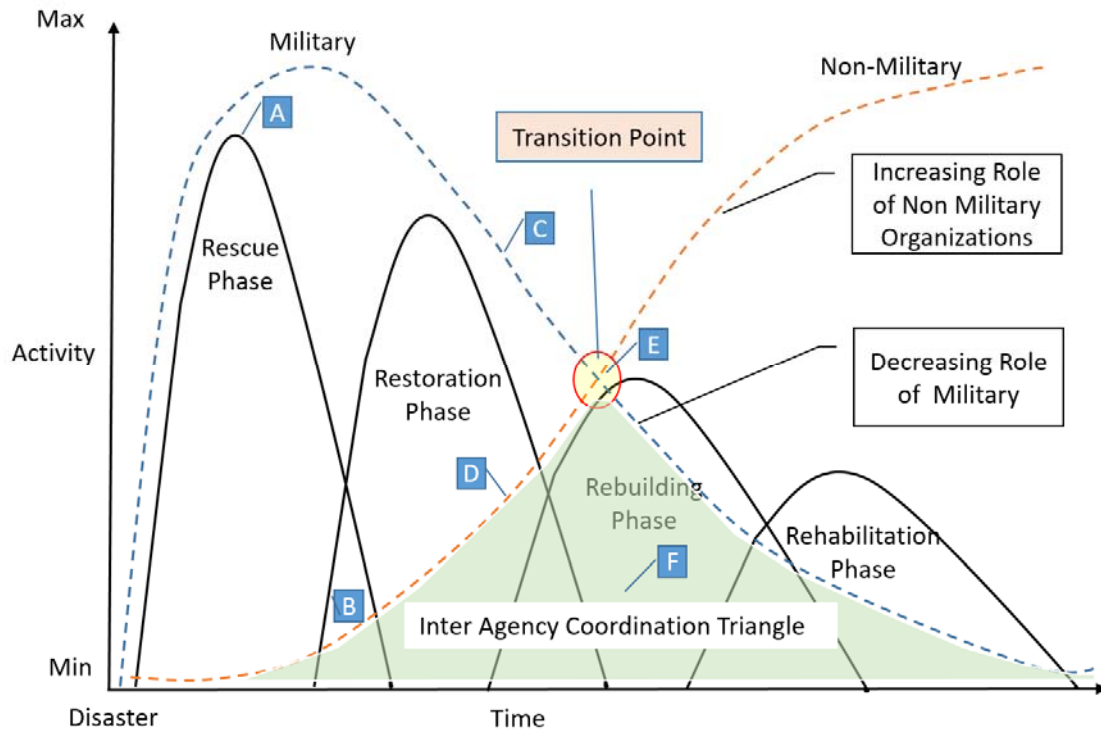 Max
Military
Non-Military
A
Transition Point
Increasing Role
of Non Military
Organizations
C
Rescue
Phase
Activity
E
Restoration
Phase
Decreasing Role
of Military
D
Rebuilding
Phase
Rehabilitation
Phase
F
B
Inter Agency Coordination Triangle
Min
Disaster
Time